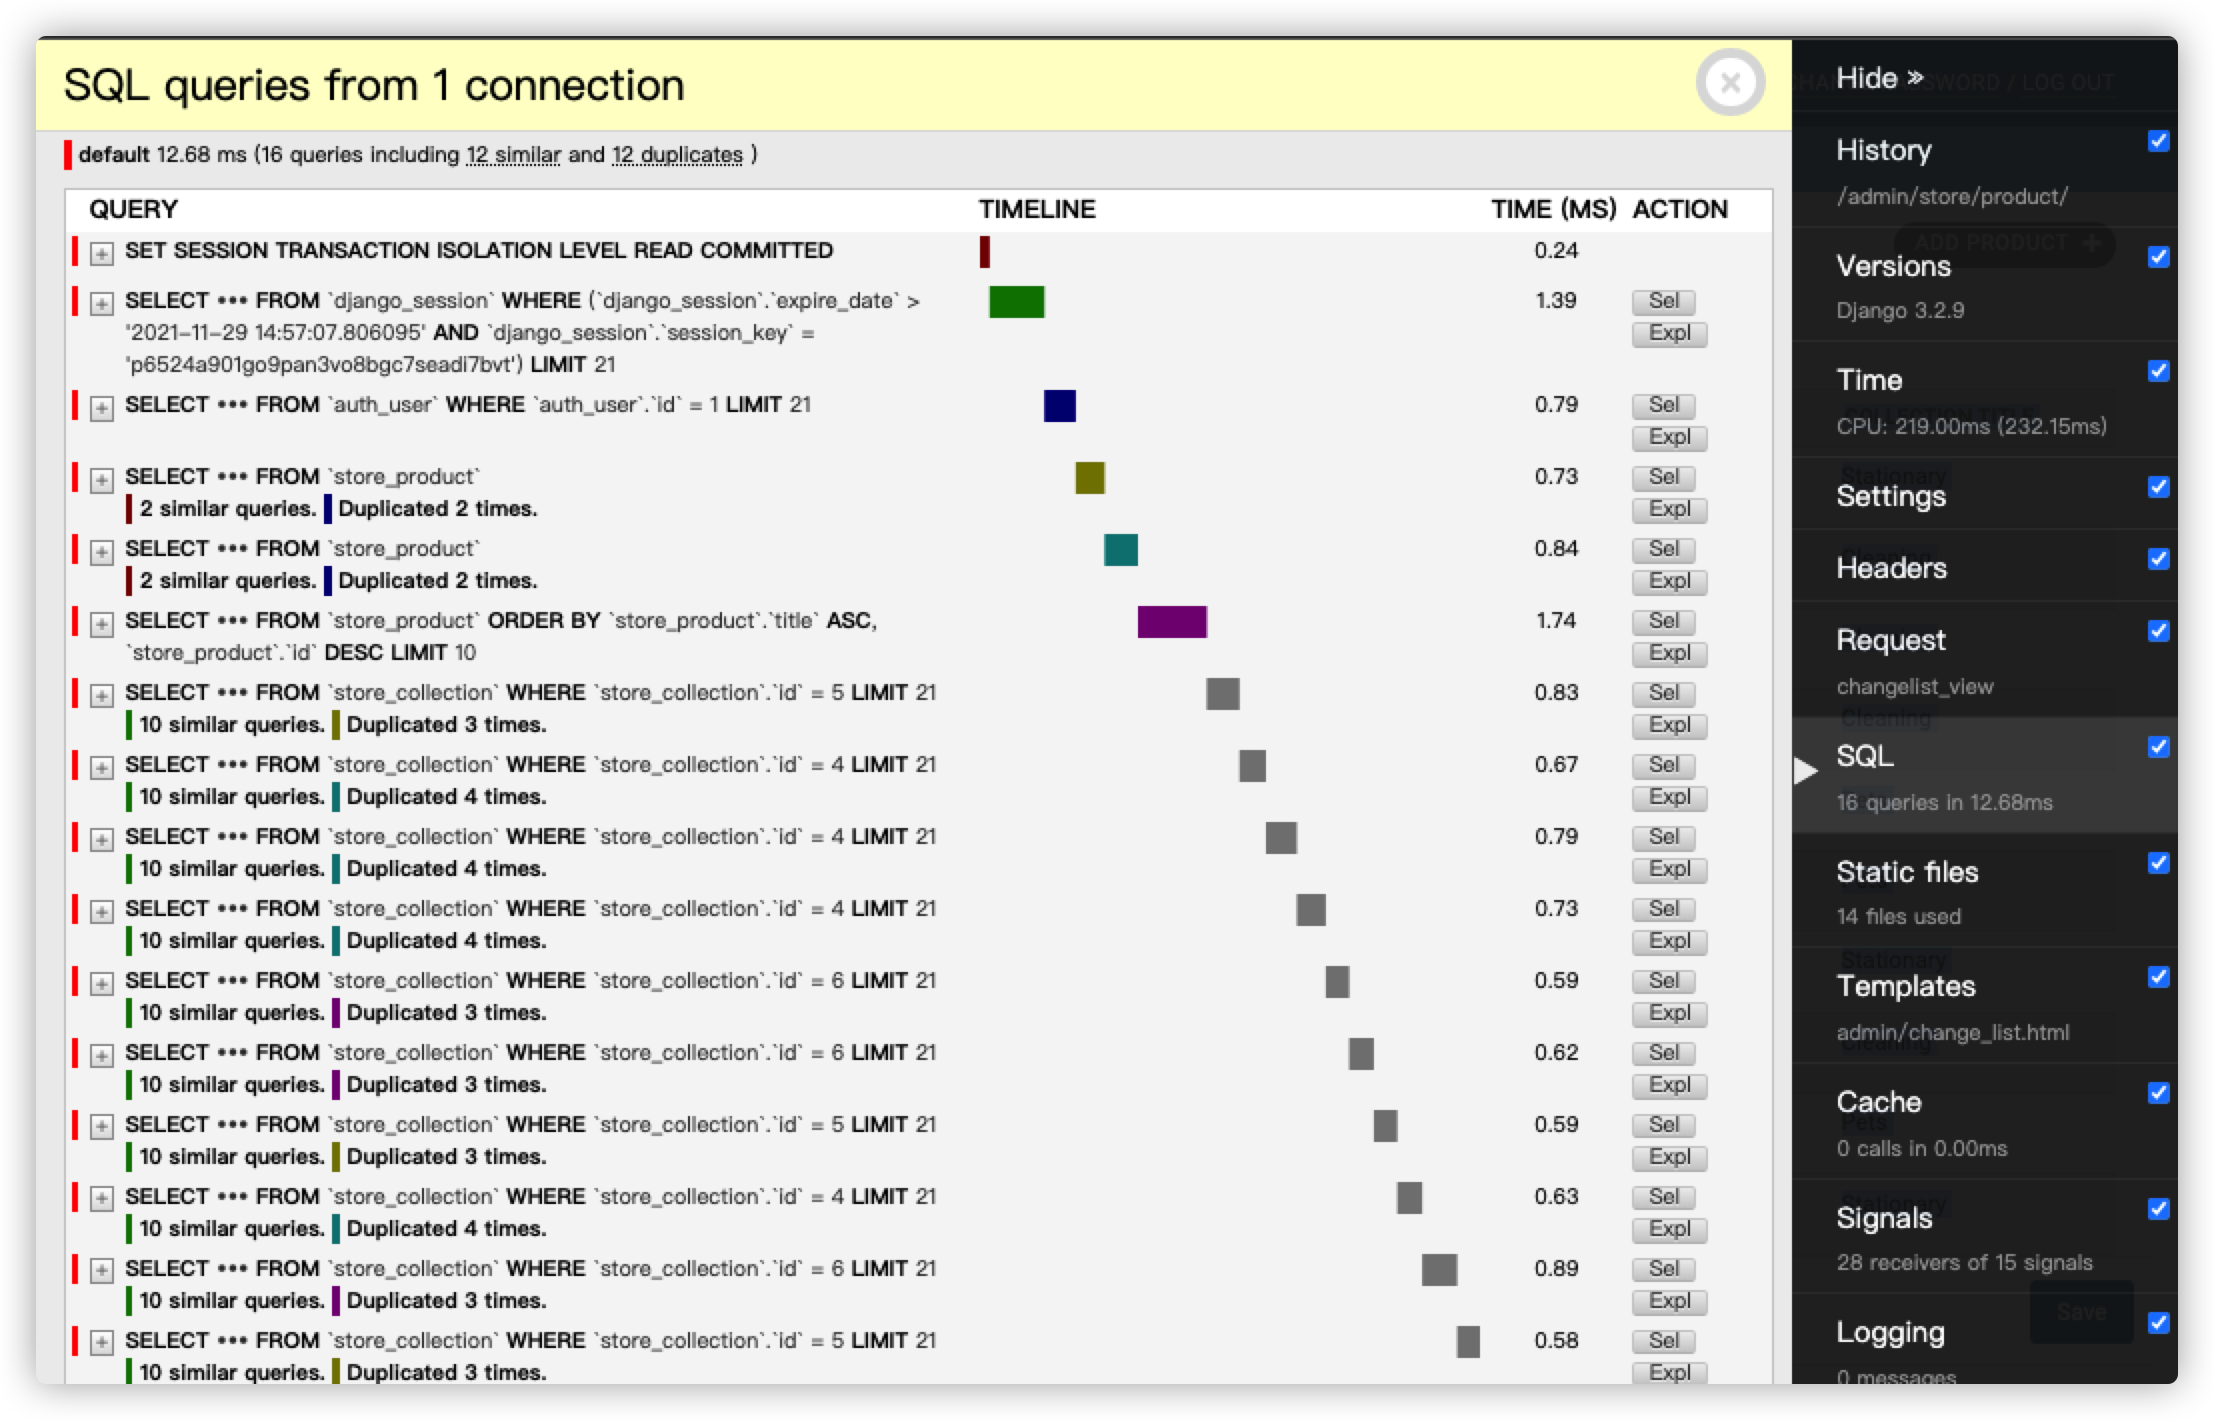 SQL queries from 1 connection
default 12.68 ms (16 queries including 12 similar and 12 duplicates )
QUERY TIMELINE TIME (MS) ACTION
SET SESSION TRANSACTION ISOLATION LEVEL READ COMMITTED 0.24
SELECT ••• FROM `django_session` WHERE (`django_session`.`expire_date` > 1.39 Sel
'2021-11-29 14:57:07.806095' AND `django_session`.`session_key` = Expl
'p6524a901go9pan3vo8bgc7seadi7bvt') LIMIT 21
SELECT ••• FROM `auth_user` WHERE `auth_user`.`id` = 1 LIMIT 21 0.79 Sel
Expl
SELECT ••• FROM `store_product` 0.73 Sel
2 similar queries. Duplicated 2 times. Expl
SELECT ••• FROM `store_product` 0.84 Sel
2 similar queries. Duplicated 2 times. Expl
SELECT ••• FROM `store_product` ORDER BY `store_product`.`title` ASC, 1.74 Sel
`store_product`.`id` DESC LIMIT 10 Expl
SELECT ••• FROM `store_collection` WHERE `store_collection`.`id` = 5 LIMIT 21 0.83 Sel
10 similar queries. Duplicated 3 times. Expl
SELECT ••• FROM `store_collection` WHERE `store_collection`.`id` = 4 LIMIT 21 0.67 Sel
10 similar queries. Duplicated 4 times. Expl
SELECT ••• FROM `store_collection` WHERE `store_collection`.`id` = 4 LIMIT 21 0.79 Sel
10 similar queries. Duplicated 4 times. Expl
SELECT ••• FROM `store_collection` WHERE `store_collection`.`id` = 4 LIMIT 21 0.73 Sel
10 similar queries. Duplicated 4 times. Expl
SELECT ••• FROM `store_collection` WHERE `store_collection`.`id` = 6 LIMIT 21 0.59 Sel
10 similar queries. Duplicated 3 times. Expl
SELECT ••• FROM `store_collection` WHERE `store_collection`.`id` = 6 LIMIT 21 0.62 Sel
10 similar queries. Duplicated 3 times. Expl
SELECT ••• FROM `store_collection` WHERE `store_collection`.`id` = 5 LIMIT 21 0.59 Sel
10 similar queries. Duplicated 3 times. Expl
SELECT ••• FROM `store_collection` WHERE `store_collection`.`id` = 4 LIMIT 21 0.63 Sel
10 similar queries. Duplicated 4 times. Expl
SELECT ••• FROM `store_collection` WHERE `store_collection`.`id` = 6 LIMIT 21 0.89 Sel
10 similar queries. Duplicated 3 times. Expl
SELECT ••• FROM `store_collection` WHERE `store_collection`.`id` = 5 LIMIT 21 0.58 Sel
10 similar queries. Duplicated 3 times. Expl
Hide »
/ LOG OUT
History
/admin/store/product/
ADD PRODUCT +
Versions
Django 3.2.9
Time
CPU: 219.00ms (232.15ms)
Stationary
Settings
Cleaning
Headers
Request
changelist_view
Cleaning
SQL
16 queries in 12.68ms
Static files
14 files used
Stationary
Templates
admin/change_list.html
Cleaning
Cache
Pets
0 calls in 0.00ms
Stationary
Signals
28 receivers of 15 signals
Save
Logging
0 messages